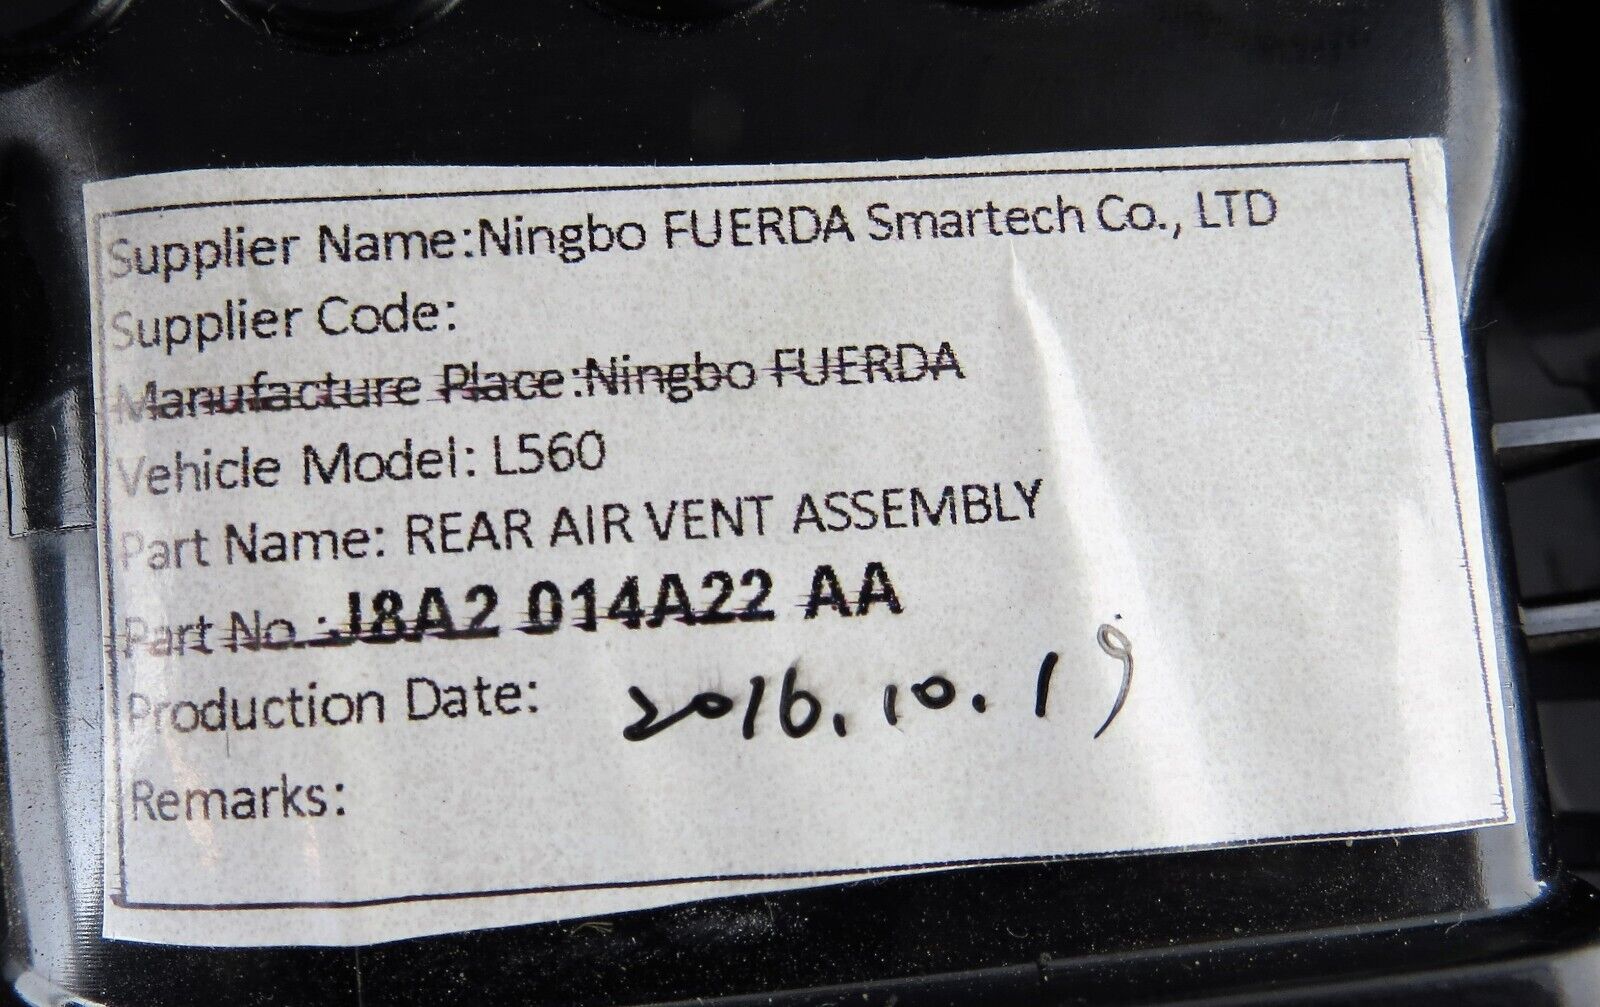 Supplier Name:Ningbo FUERDA Smartech Co., LTD
Supplier Code:
Manufacture Place:Ningbo FUERDA
Vehicle Model: L560
Part Name: REAR AIR VENT ASSEMBLY
Part No.:J8A2 014A22 AA
Production Date: 2016.10.19
Remarks: